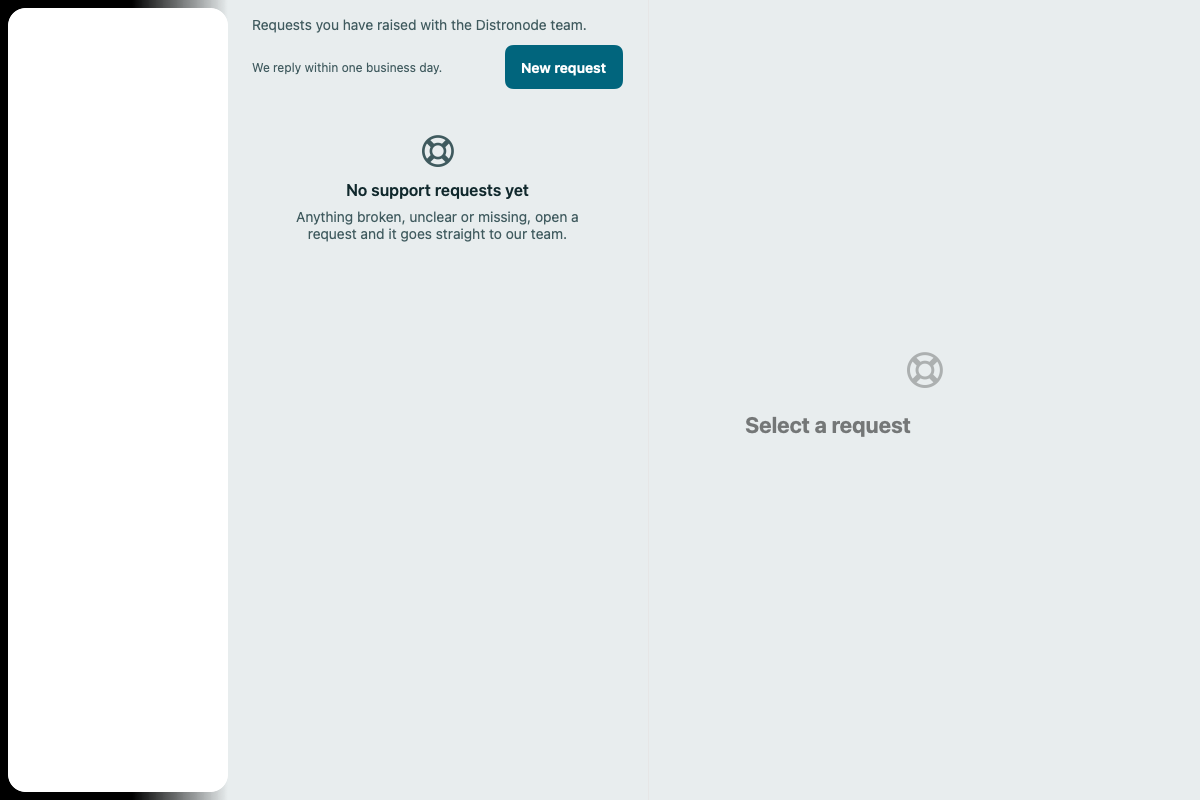 Requests you have raised with the Distronode team.
We reply within one business day.
New request
No support requests yet
Anything broken, unclear or missing, open a
request and it goes straight to our team.
Select a request